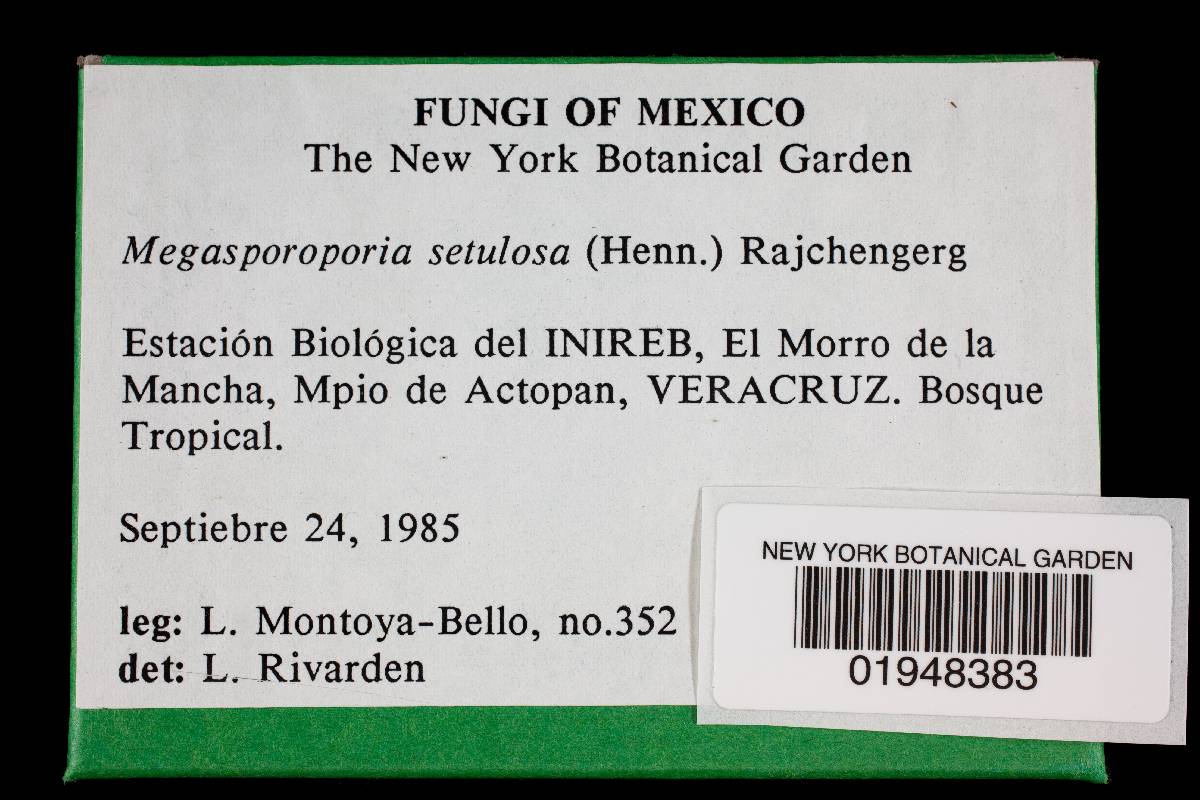 FUNGI OF MEXICO
The New York Botanical Garden
Megasporoporia setulosa (Henn.) Rajchengerg
Estación Biológica del INIREB, El Morro de la
Mancha, Mpio de Actopan, VERACRUZ. Bosque
Tropical.
Septiebre 24, 1985
leg: L. Montoya-Bello, no.352
det: L. Rivarden
NEW YORK BOTANICAL GARDEN
01948383